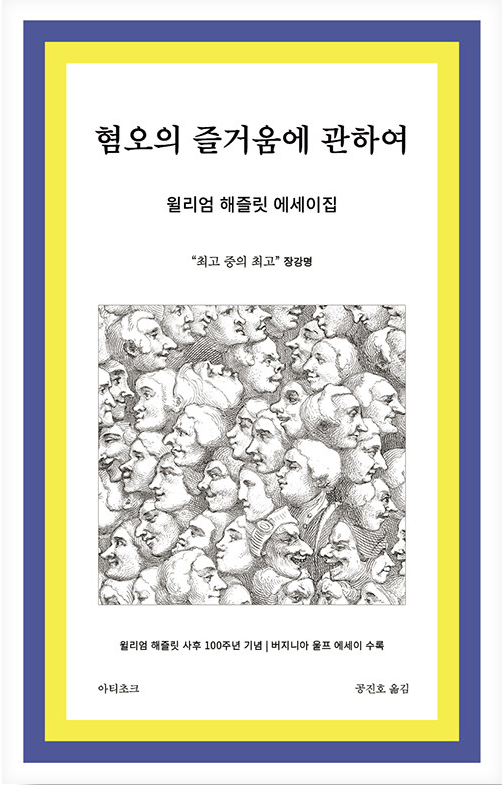 혐오의 즐거움에 관하여
윌리엄 해즐릿 에세이집
“최고 중의 최고” 장강명
윌리엄 해즐릿 사후 100주년 기념 | 버지니아 울프 에세이 수록
아티초크
공진호 옮김